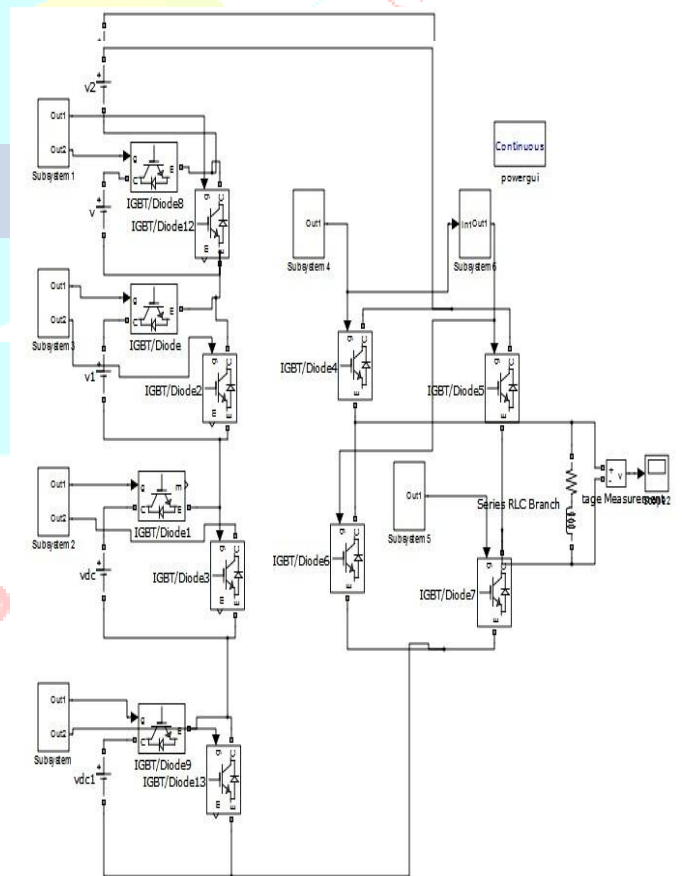 v2
Out1
Out2
Subsystem 1
g
E
C
IGBT/Diode8
v
g
C
E
m
IGBT/Diode12
Continuous
powergui
Out1
Subsystem 4
In1 Out1
Subsystem 6
Out1
Out2
Subsystem 3
g
E
C
IGBT/Diode
v1
g
C
E
m
IGBT/Diode2
g
C
E
IGBT/Diode4
g
C
E
IGBT/Diode5
Out1
Out2
Subsystem 2
g
m
C
E
IGBT/Diode1
vdc
g
C
E
m
IGBT/Diode3
Out1
Subsystem 5
Series RLC Branch
+
-
v
tage Measurement
g
C
E
m
IGBT/Diode6
g
C
E
m
IGBT/Diode7
Out1
Out2
Subsystem
g
E
C
IGBT/Diode9
vdc1
g
C
E
m
IGBT/Diode13